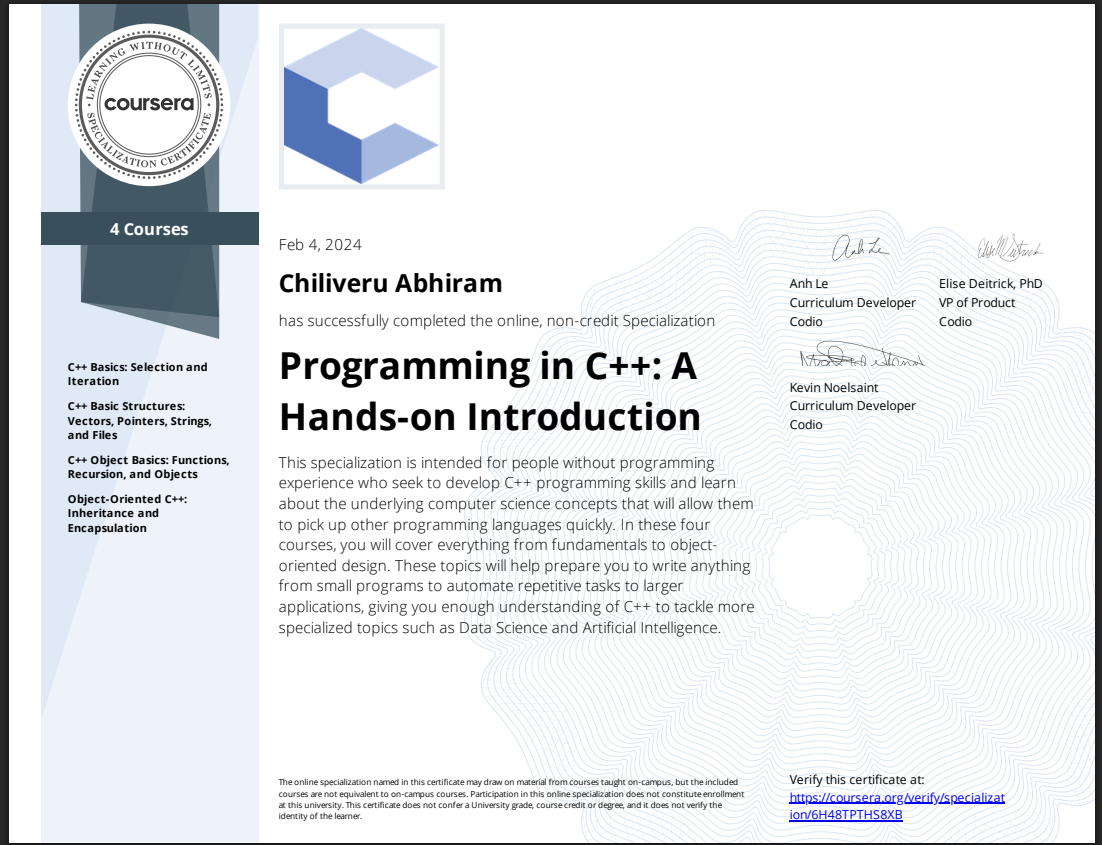 LEARNING WITHOUT LIMITS
coursera
SPECIALIZATION CERTIFICATE
4 Courses
C++ Basics: Selection and
Iteration
C++ Basic Structures:
Vectors, Pointers, Strings,
and Files
C++ Object Basics: Functions,
Recursion, and Objects
Object-Oriented C++:
Inheritance and
Encapsulation
Feb 4, 2024
Chiliveru Abhiram
has successfully completed the online, non-credit Specialization
Programming in C++: A
Hands-on Introduction
This specialization is intended for people without programming
experience who seek to develop C++ programming skills and learn
about the underlying computer science concepts that will allow them
to pick up other programming languages quickly. In these four
courses, you will cover everything from fundamentals to object-
oriented design. These topics will help prepare you to write anything
from small programs to automate repetitive tasks to larger
applications, giving you enough understanding of C++ to tackle more
specialized topics such as Data Science and Artificial Intelligence.
Anh Le
Anh Le
Curriculum Developer
Codio
Elise Deitrick, PhD
VP of Product
Codio
Kevin Noelsaint
Curriculum Developer
Codio
The online specialization named in this certificate may draw on material from courses taught on-campus, but the included
courses are not equivalent to on-campus courses. Participation in this online specialization does not constitute enrollment
at this university. This certificate does not confer a University grade, course credit or degree, and it does not verify the
identity of the learner.
Verify this certificate at:
https://coursera.org/verify/specializat
ion/6H48TPTHS8XB